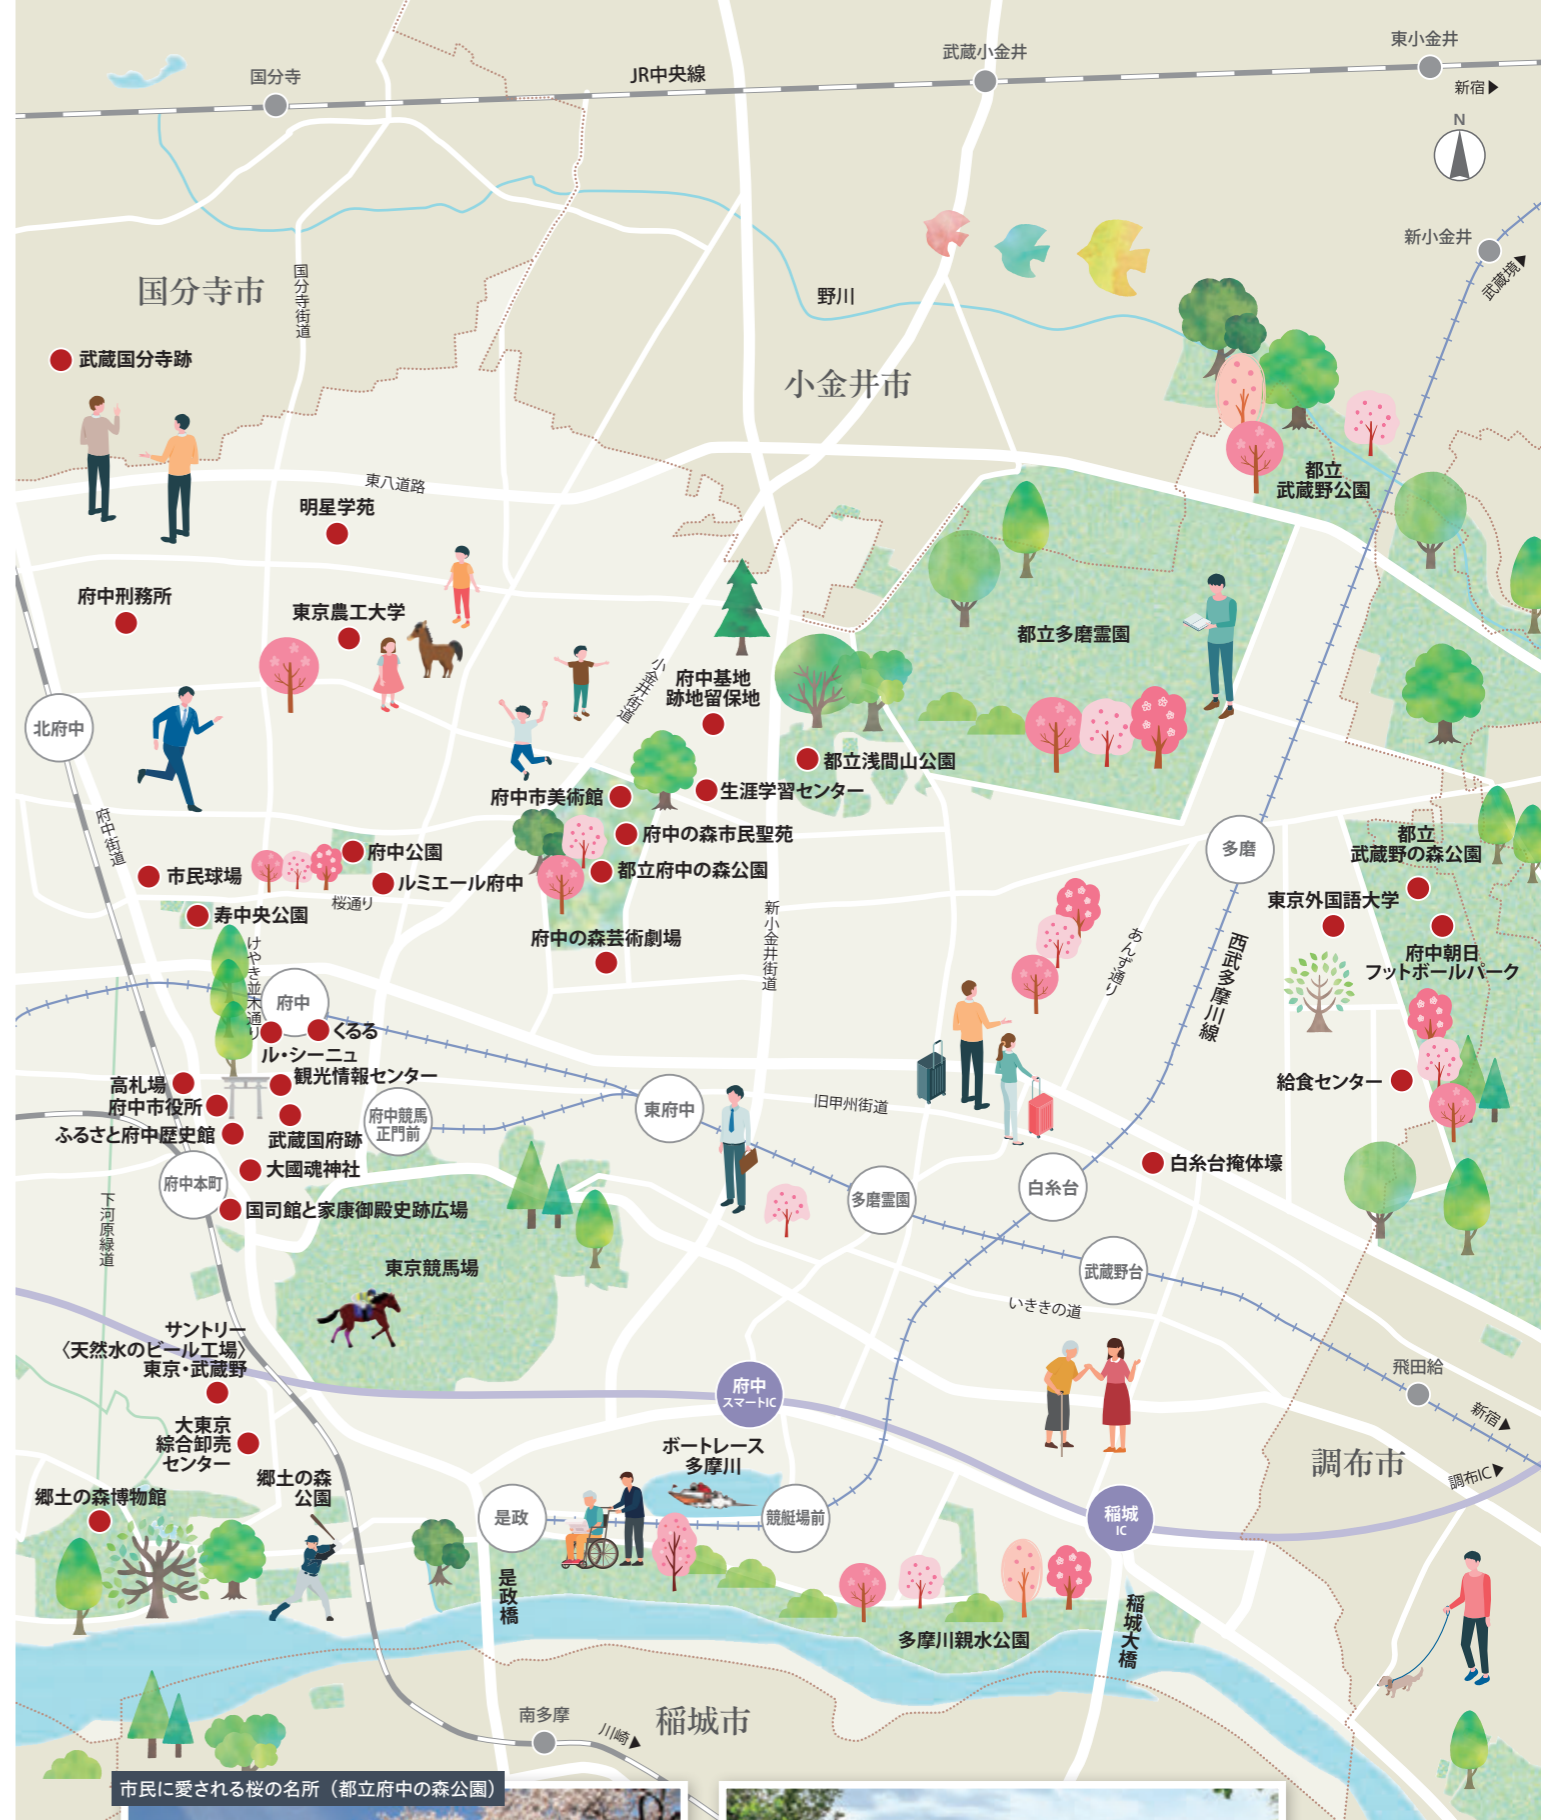 東小金井
武蔵小金井
国分寺
JR中央線
新宿▶
N
新小金井
武蔵境▲
国分寺市
国分寺街道
野川
武蔵国分寺跡
小金井市
東八道路
都立
武蔵野公園
明星学苑
府中刑務所
東京農工大学
都立多磨霊園
小金井街道
府中基地
跡地留保地
北府中
都立浅間山公園
府中市美術館
生涯学習センター
府中街道
府中の森市民聖苑
都立
武蔵野の森公園
多磨
府中公園
市民球場
ルミエール府中
都立府中の森公園
桜通り
東京外国語大学
寿中央公園
新小金井街道
けやき並木通り
府中の森芸術劇場
あんず通り
西武多摩川線
府中朝日
フットボールパーク
府中
くるる
ル・シーニュ
観光情報センター
高札場
府中市役所
給食センター
旧甲州街道
東府中
府中競馬
正門前
ふるさと府中歴史館
武蔵国府跡
大國魂神社
白糸台掩体壕
府中本町
多磨霊園
白糸台
国司館と家康御殿史跡広場
下河原緑道
東京競馬場
武蔵野台
いききの道
サントリー
〈天然水のビール工場〉
東京・武蔵野
飛田給
府中
スマートIC
新宿▶
大東京
綜合卸売
センター
ボートレース
多摩川
調布市
調布IC▶
郷土の森
公園
郷土の森博物館
是政
競艇場前
稲城
IC
是政橋
稲城大橋
多摩川親水公園
南多摩
川崎▶
稲城市
市民に愛される桜の名所（都立府中の森公園）